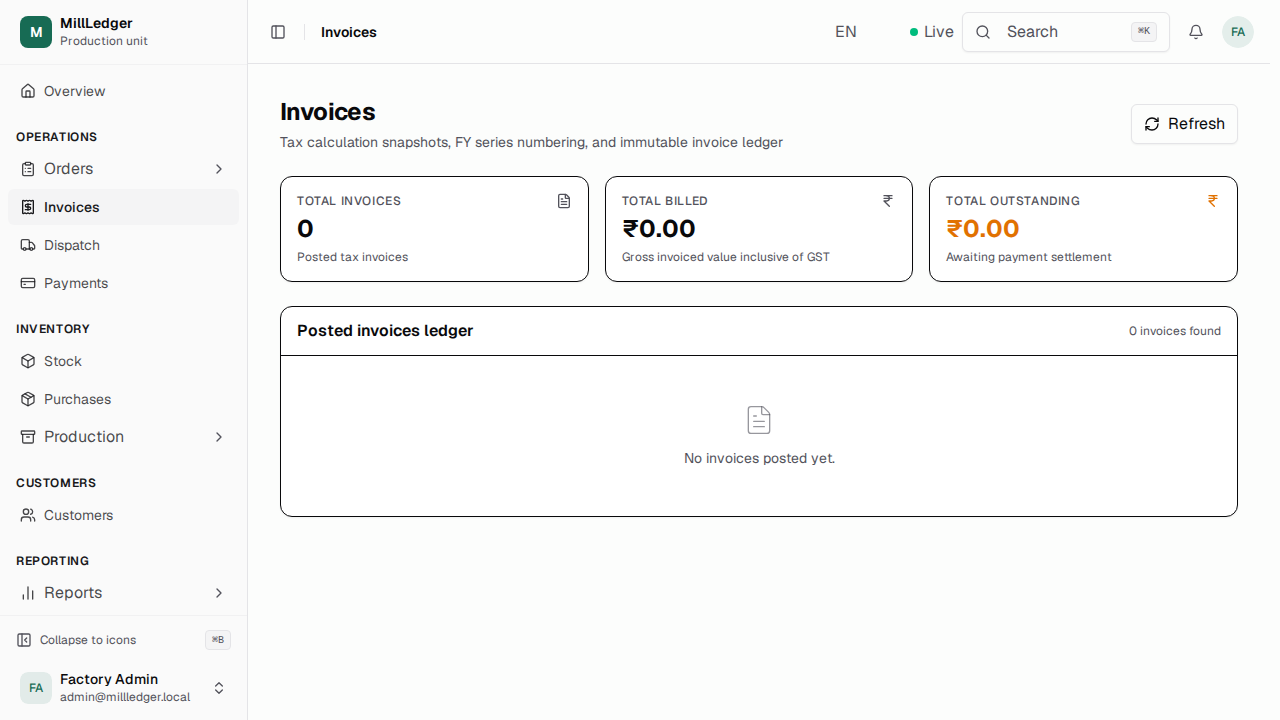 M
MillLedger
Production unit
Overview
OPERATIONS
Orders
Invoices
Dispatch
Payments
INVENTORY
Stock
Purchases
Production
CUSTOMERS
Customers
REPORTING
Reports
Collapse to icons ⌘B
FA
Factory Admin
admin@millledger.local
Invoices
EN
Live
Search ⌘K
FA
Invoices
Tax calculation snapshots, FY series numbering, and immutable invoice ledger
Refresh
TOTAL INVOICES
0
Posted tax invoices
TOTAL BILLED ₹
₹0.00
Gross invoiced value inclusive of GST
TOTAL OUTSTANDING ₹
₹0.00
Awaiting payment settlement
Posted invoices ledger
0 invoices found
No invoices posted yet.